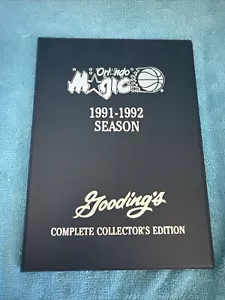 Orlando
Magic
1991-1992
SEASON
Gooding's
COMPLETE COLLECTOR'S EDITION